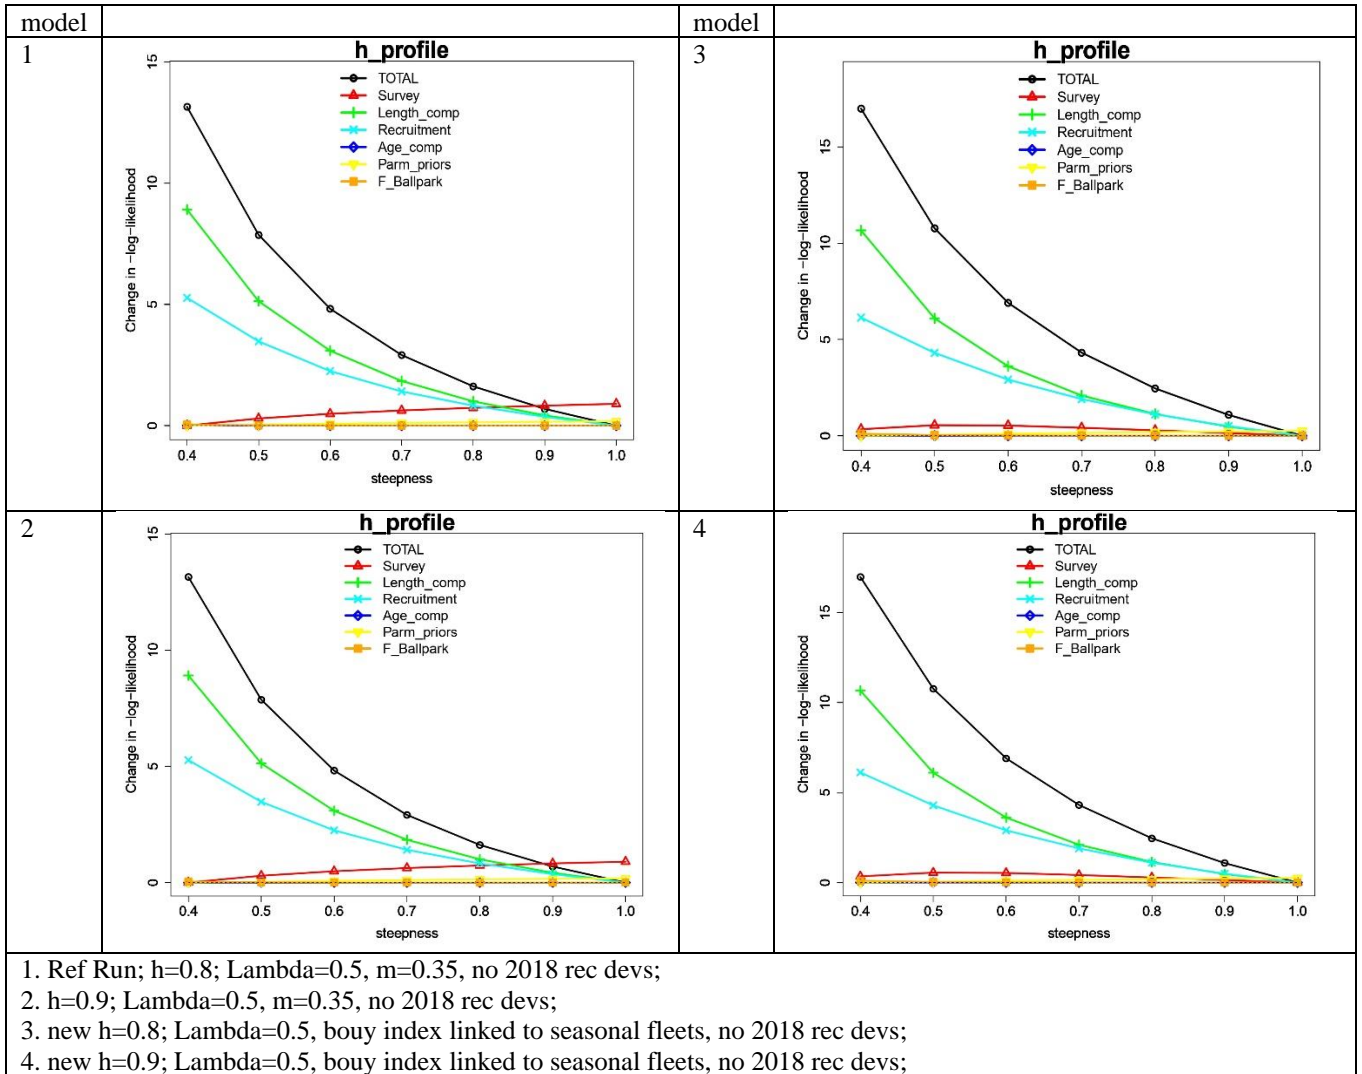 model
model
1
h_profile
TOTAL
Survey
Length_comp
Recruitment
Age_comp
Parm_priors
F_Ballpark
Change in -log-likelihood
15
10
5
0
0.4 0.5 0.6 0.7 0.8 0.9 1.0
steepness
3
h_profile
TOTAL
Survey
Length_comp
Recruitment
Age_comp
Parm_priors
F_Ballpark
Change in -log-likelihood
15
10
5
0
0.4 0.5 0.6 0.7 0.8 0.9 1.0
steepness
2
h_profile
TOTAL
Survey
Length_comp
Recruitment
Age_comp
Parm_priors
F_Ballpark
Change in -log-likelihood
15
10
5
0
0.4 0.5 0.6 0.7 0.8 0.9 1.0
steepness
4
h_profile
TOTAL
Survey
Length_comp
Recruitment
Age_comp
Parm_priors
F_Ballpark
Change in -log-likelihood
15
10
5
0
0.4 0.5 0.6 0.7 0.8 0.9 1.0
steepness
1. Ref Run; h=0.8; Lambda=0.5, m=0.35, no 2018 rec devs;
2. h=0.9; Lambda=0.5, m=0.35, no 2018 rec devs;
3. new h=0.8; Lambda=0.5, bouy index linked to seasonal fleets, no 2018 rec devs;
4. new h=0.9; Lambda=0.5, bouy index linked to seasonal fleets, no 2018 rec devs;